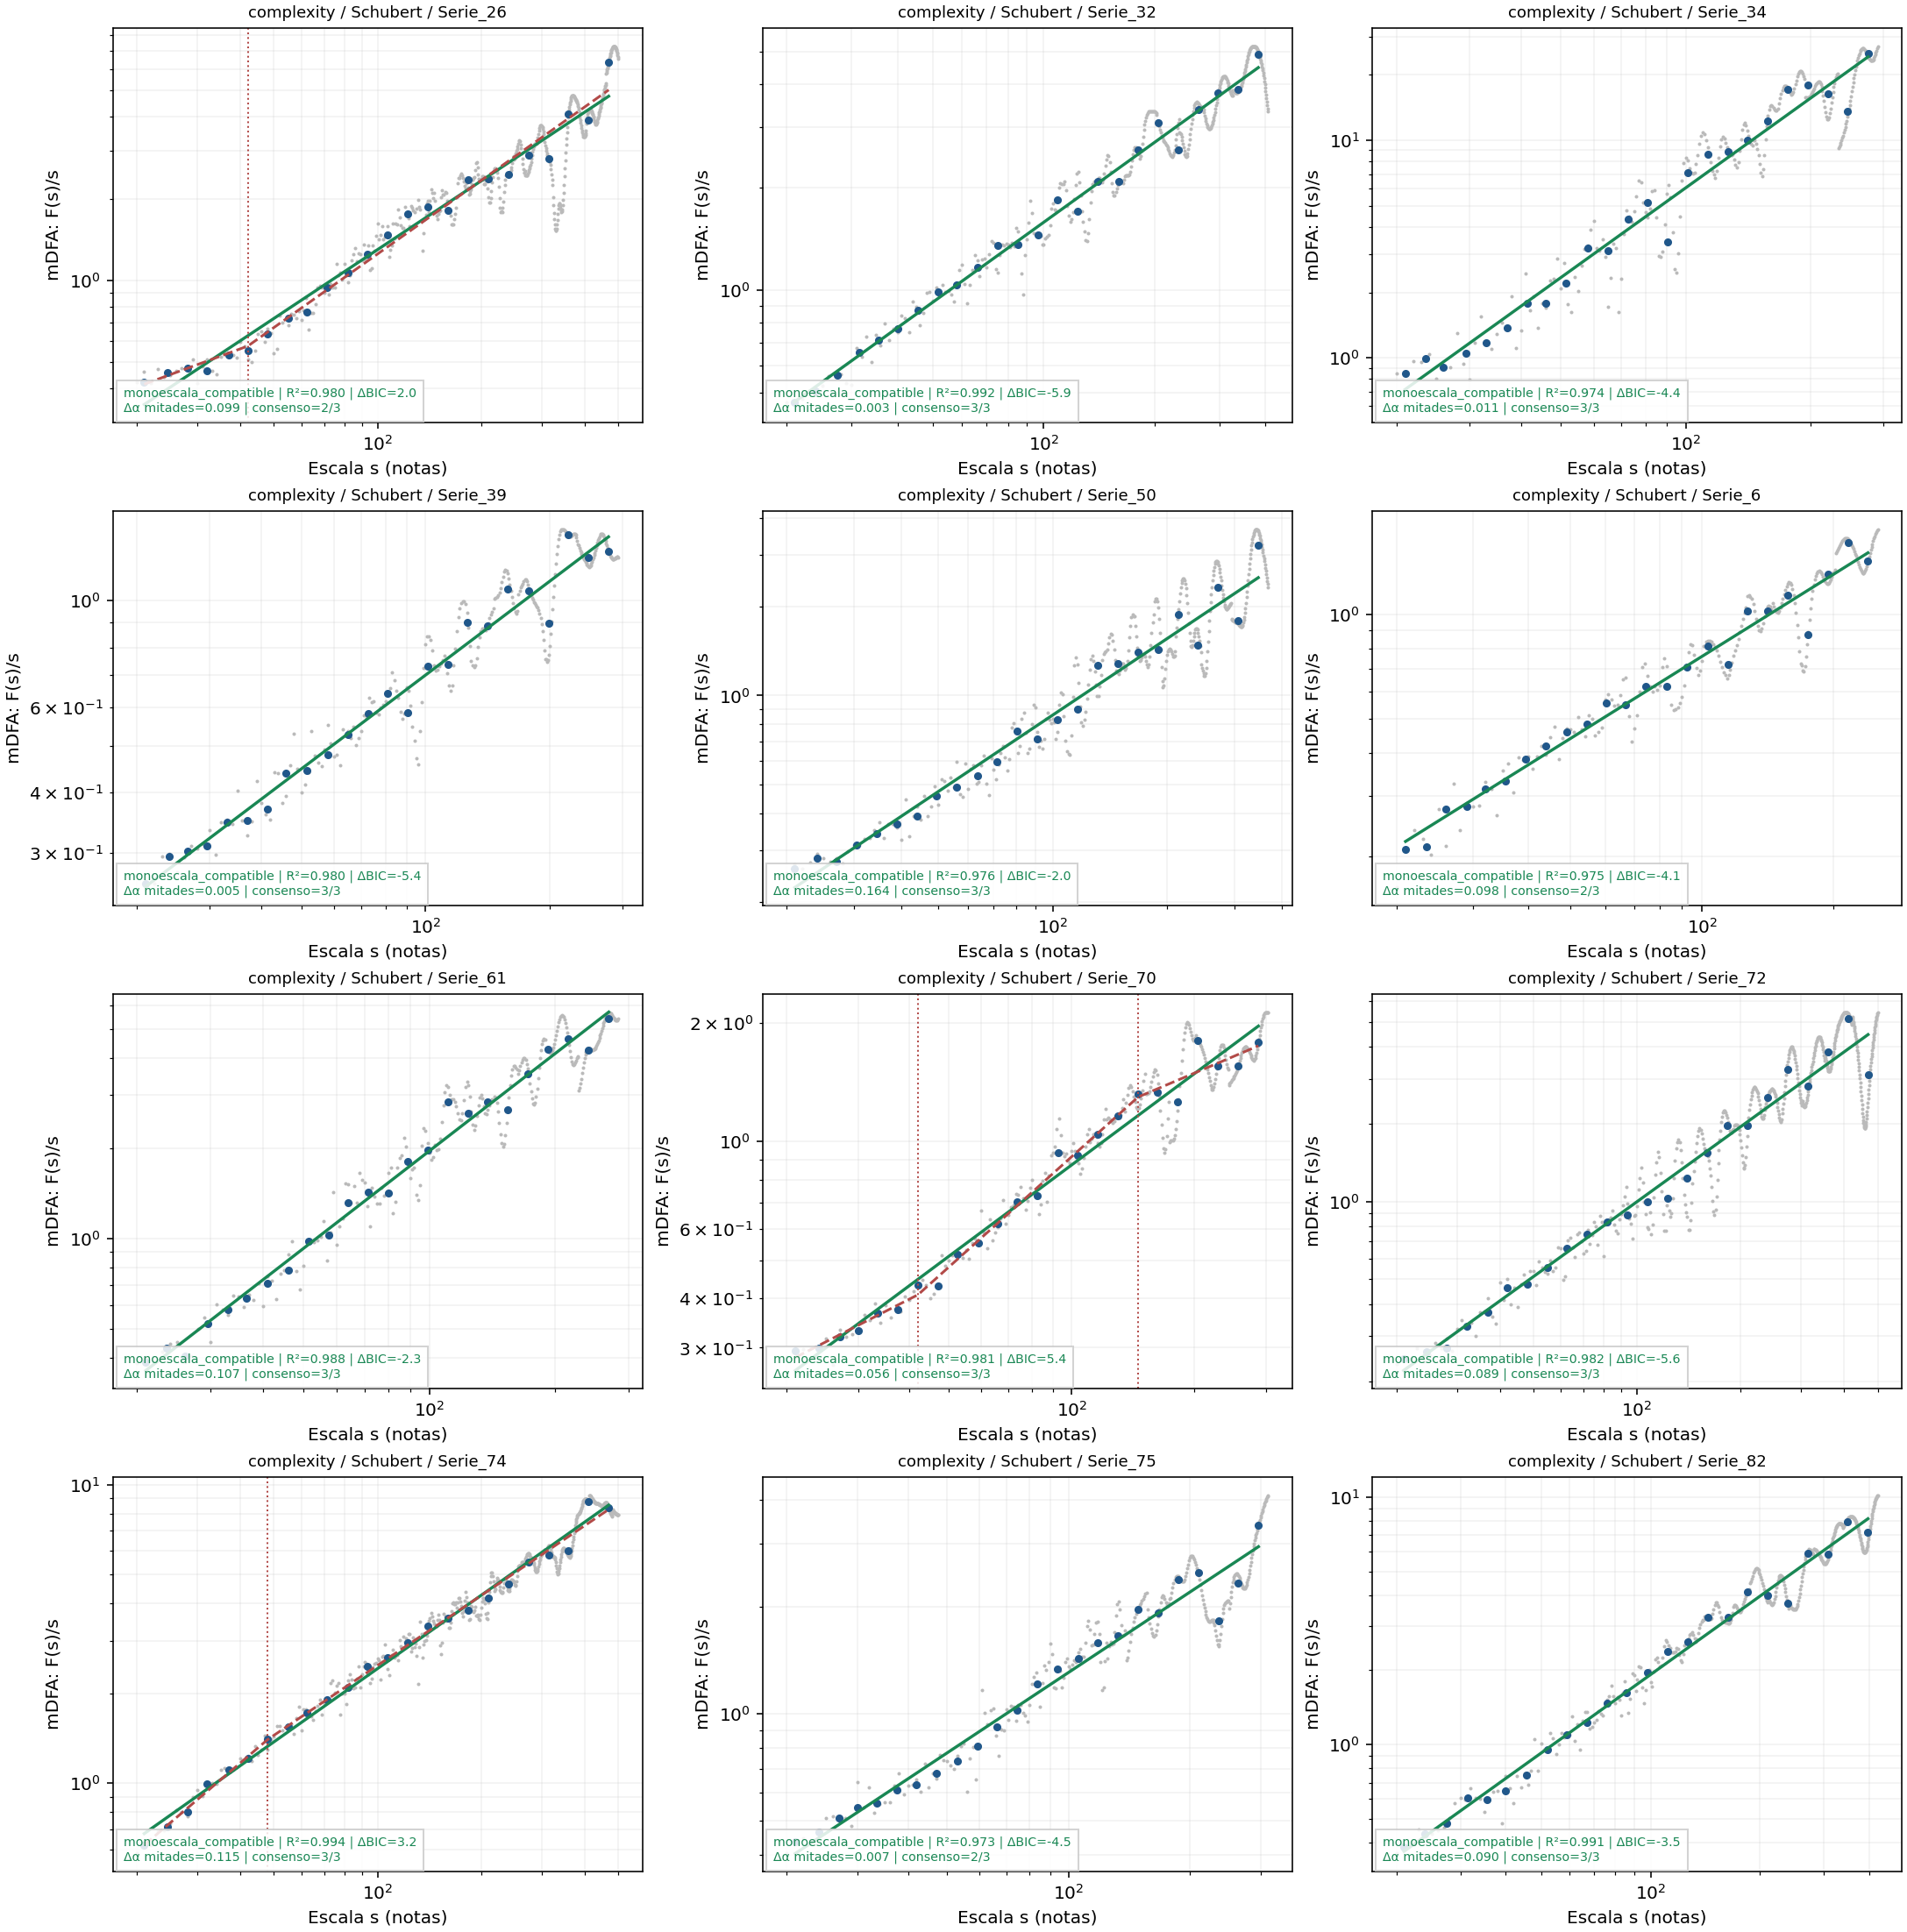 complexity / Schubert / Serie_26
mDFA: F(s)/s
10⁰
monoescala_compatible | R²=0.980 | ΔBIC=2.0
Δα mitades=0.099 | consenso=2/3
10²
Escala s (notas)
complexity / Schubert / Serie_32
mDFA: F(s)/s
10⁰
monoescala_compatible | R²=0.992 | ΔBIC=-5.9
Δα mitades=0.003 | consenso=3/3
10²
Escala s (notas)
complexity / Schubert / Serie_34
mDFA: F(s)/s
10¹
10⁰
monoescala_compatible | R²=0.974 | ΔBIC=-4.4
Δα mitades=0.011 | consenso=3/3
10²
Escala s (notas)
complexity / Schubert / Serie_39
mDFA: F(s)/s
10⁰
6 × 10⁻¹
4 × 10⁻¹
3 × 10⁻¹
monoescala_compatible | R²=0.980 | ΔBIC=-5.4
Δα mitades=0.005 | consenso=3/3
10²
Escala s (notas)
complexity / Schubert / Serie_50
mDFA: F(s)/s
10⁰
monoescala_compatible | R²=0.976 | ΔBIC=-2.0
Δα mitades=0.164 | consenso=3/3
10²
Escala s (notas)
complexity / Schubert / Serie_6
mDFA: F(s)/s
10⁰
monoescala_compatible | R²=0.975 | ΔBIC=-4.1
Δα mitades=0.098 | consenso=2/3
10²
Escala s (notas)
complexity / Schubert / Serie_61
mDFA: F(s)/s
10⁰
monoescala_compatible | R²=0.988 | ΔBIC=-2.3
Δα mitades=0.107 | consenso=3/3
10²
Escala s (notas)
complexity / Schubert / Serie_70
mDFA: F(s)/s
2 × 10⁰
10⁰
6 × 10⁻¹
4 × 10⁻¹
3 × 10⁻¹
monoescala_compatible | R²=0.981 | ΔBIC=5.4
Δα mitades=0.056 | consenso=3/3
10²
Escala s (notas)
complexity / Schubert / Serie_72
mDFA: F(s)/s
10⁰
monoescala_compatible | R²=0.982 | ΔBIC=-5.6
Δα mitades=0.089 | consenso=3/3
10²
Escala s (notas)
complexity / Schubert / Serie_74
mDFA: F(s)/s
10¹
10⁰
monoescala_compatible | R²=0.994 | ΔBIC=3.2
Δα mitades=0.115 | consenso=3/3
10²
Escala s (notas)
complexity / Schubert / Serie_75
mDFA: F(s)/s
10⁰
monoescala_compatible | R²=0.973 | ΔBIC=-4.5
Δα mitades=0.007 | consenso=2/3
10²
Escala s (notas)
complexity / Schubert / Serie_82
mDFA: F(s)/s
10¹
10⁰
monoescala_compatible | R²=0.991 | ΔBIC=-3.5
Δα mitades=0.090 | consenso=3/3
10²
Escala s (notas)